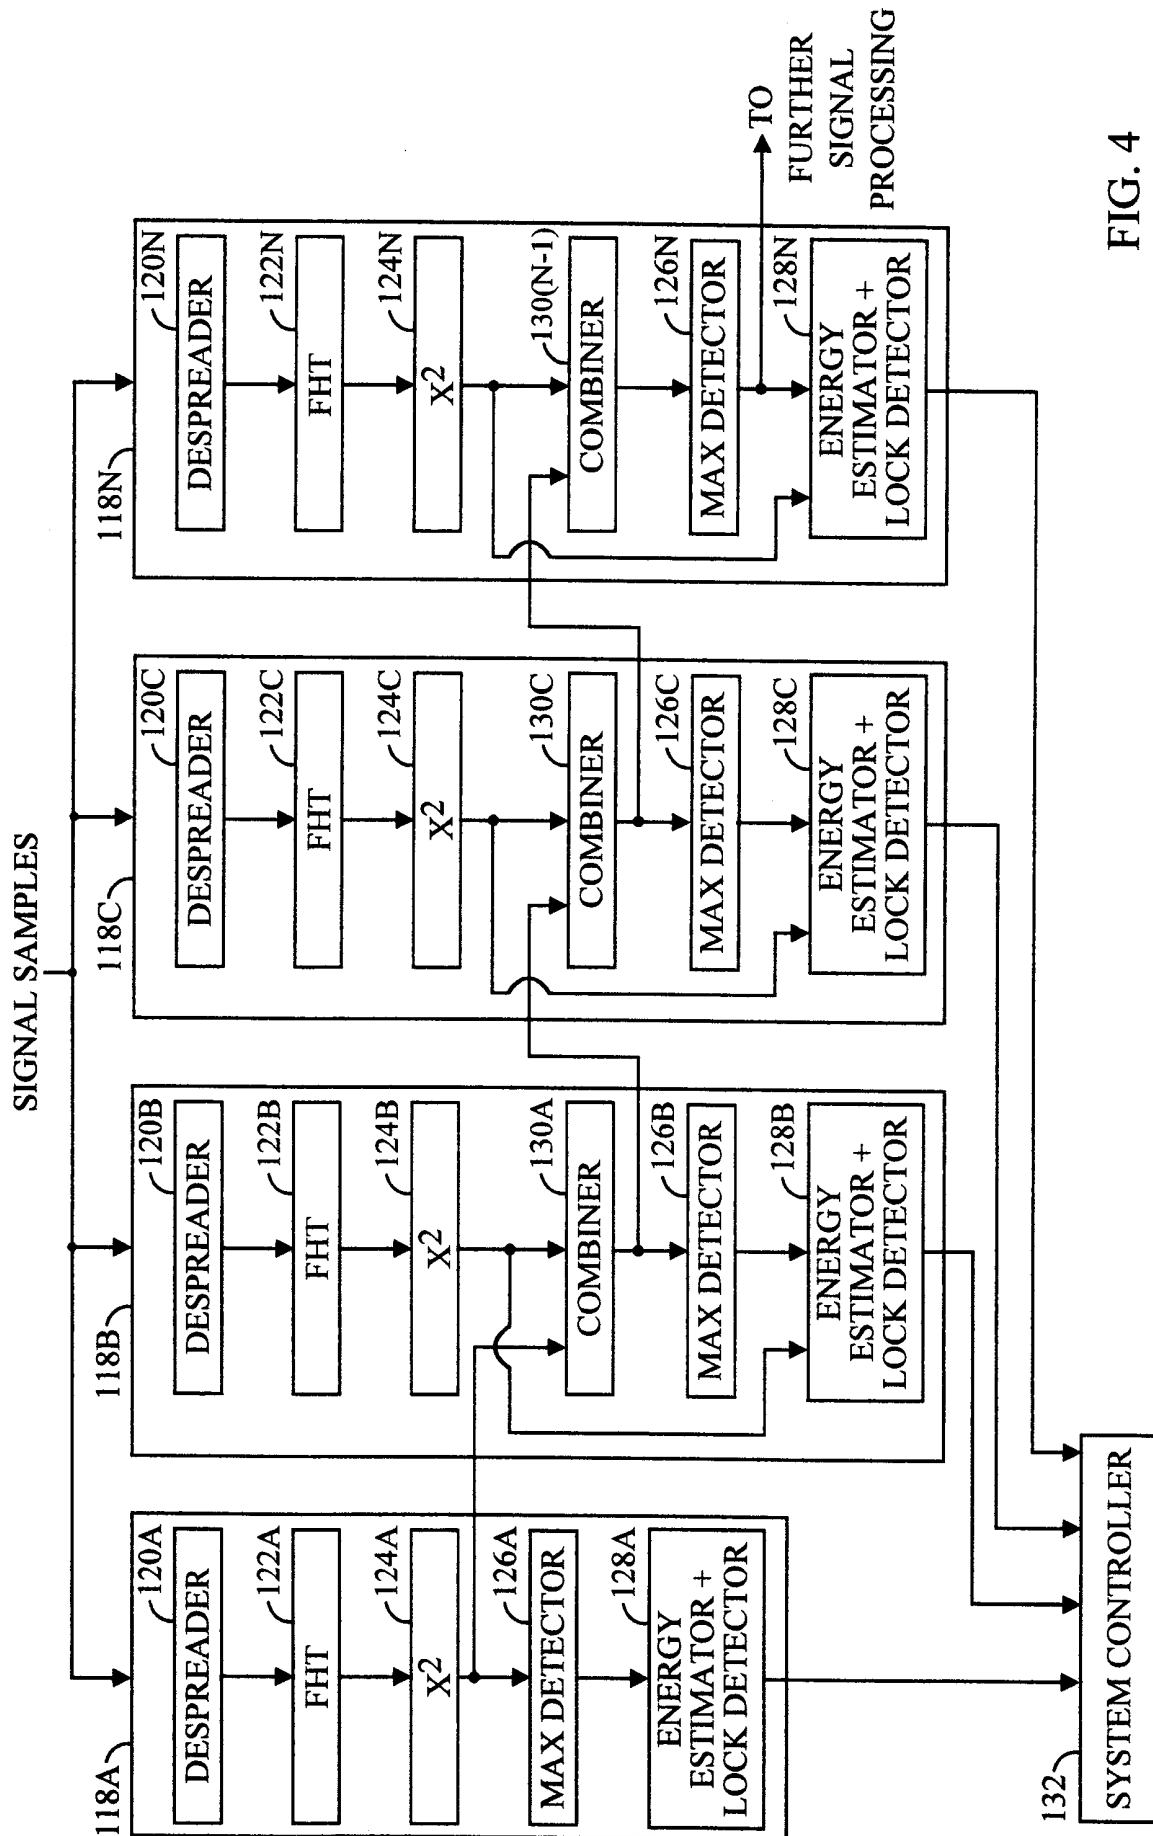 SIGNAL SAMPLES
118A
120A
DESPREADER
122A
FHT
124A
X2
126A
MAX DETECTOR
128A
ENERGY
ESTIMATOR +
LOCK DETECTOR
118B
120B
DESPREADER
122B
FHT
124B
X2
130A
COMBINER
126B
MAX DETECTOR
128B
ENERGY
ESTIMATOR +
LOCK DETECTOR
118C
120C
DESPREADER
122C
FHT
124C
X2
130C
COMBINER
126C
MAX DETECTOR
128C
ENERGY
ESTIMATOR +
LOCK DETECTOR
118N
120N
DESPREADER
122N
FHT
124N
X2
130(N-1)
COMBINER
126N
MAX DETECTOR
128N
ENERGY
ESTIMATOR +
LOCK DETECTOR
TO
FURTHER
SIGNAL
PROCESSING
132
SYSTEM CONTROLLER
FIG. 4